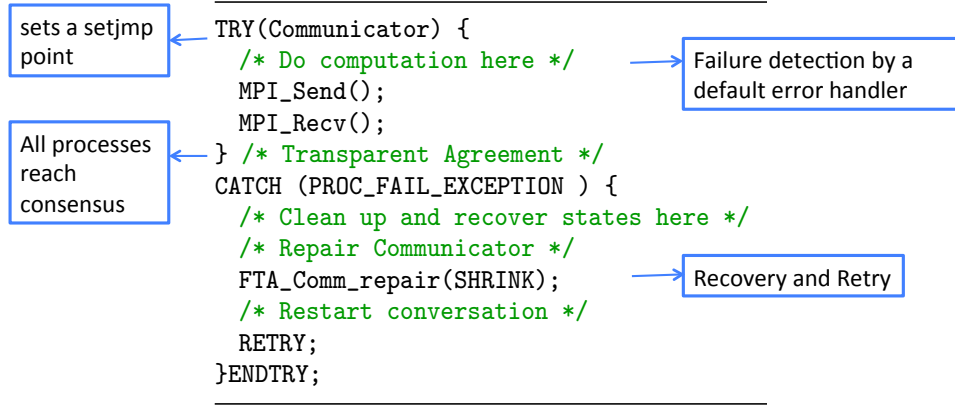 sets a setjmp
point
TRY(Communicator) {
/* Do computation here */
MPI_Send();
MPI_Recv();
} /* Transparent Agreement */
CATCH (PROC_FAIL_EXCEPTION ) {
/* Clean up and recover states here */
/* Repair Communicator */
FTA_Comm_repair(SHRINK);
/* Restart conversation */
RETRY;
}ENDTRY;
Failure detection by a
default error handler
All processes
reach
consensus
Recovery and Retry